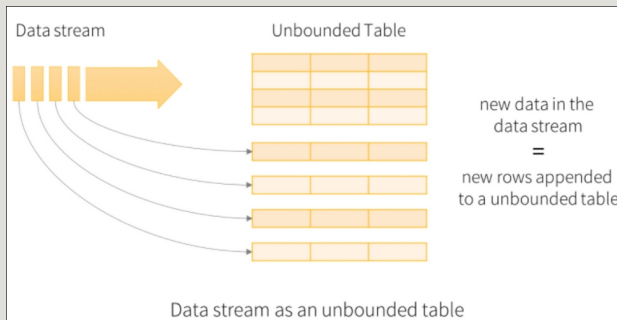 Data stream
Unbounded Table
new data in the
data stream
=
new rows appended
to a unbounded table
Data stream as an unbounded table